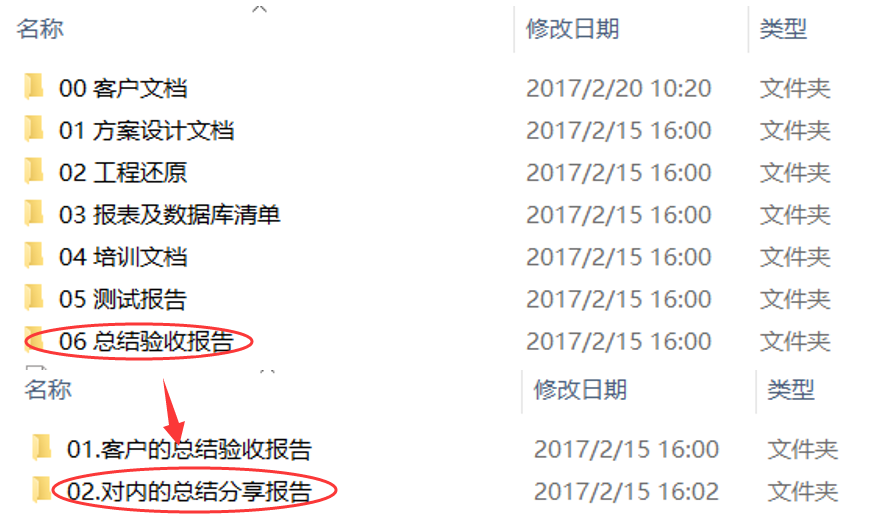 名称 修改日期 类型
00 客户文档 2017/2/20 10:20 文件夹
01 方案设计文档 2017/2/15 16:00 文件夹
02 工程还原 2017/2/15 16:00 文件夹
03 报表及数据库清单 2017/2/15 16:00 文件夹
04 培训文档 2017/2/15 16:00 文件夹
05 测试报告 2017/2/15 16:00 文件夹
06 总结验收报告 2017/2/15 16:00 文件夹
名称 修改日期 类型
01.客户的总结验收报告 2017/2/15 16:00 文件夹
02.对内的总结分享报告 2017/2/15 16:02 文件夹